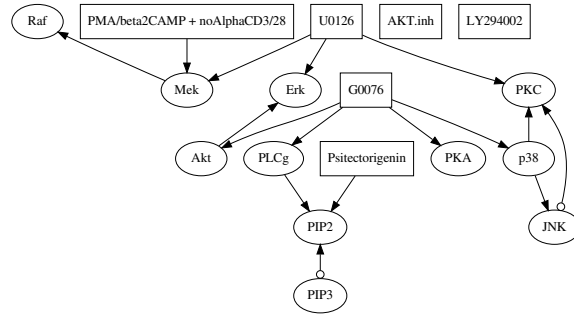 Raf
PMA/beta2CAMP + noAlphaCD3/28
U0126
AKT.inh
LY294002
Mek
Erk
G0076
PKC
Akt
PLCg
Psitectorigenin
PKA
p38
PIP2
JNK
PIP3